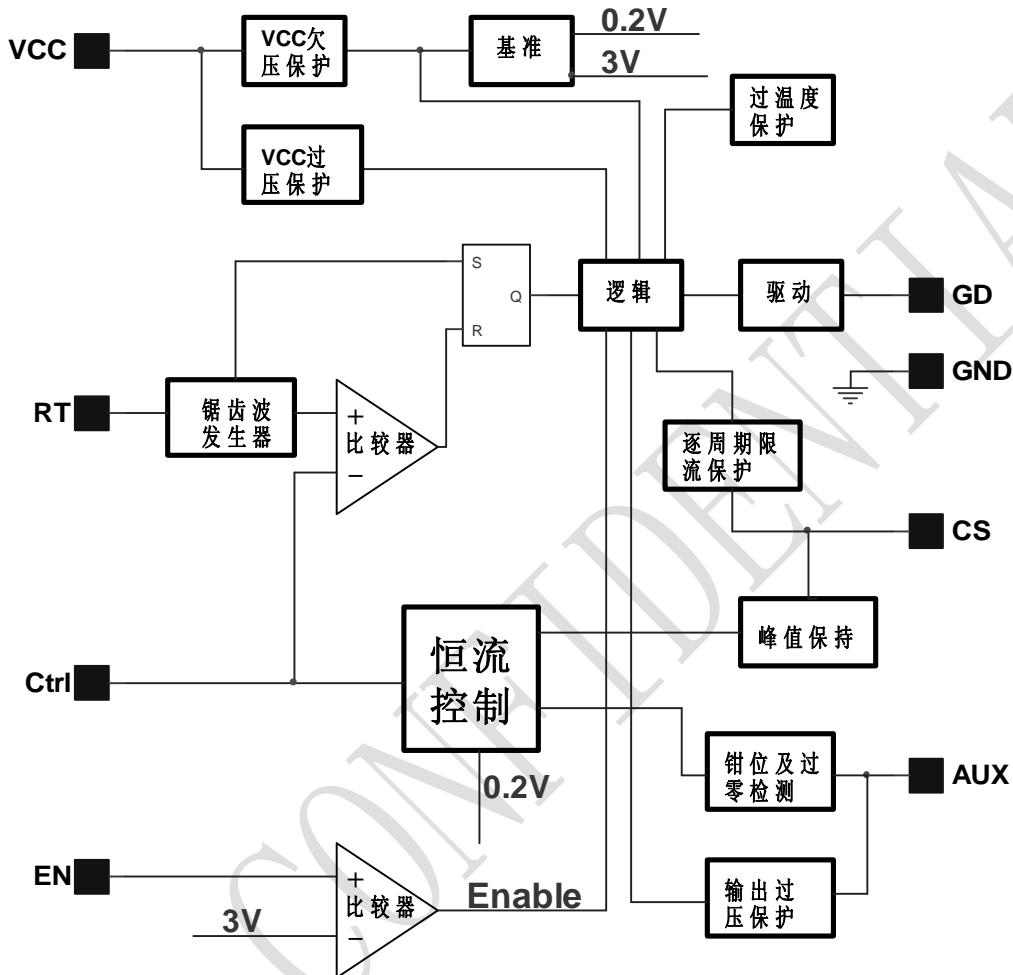 0.2V
VCC
VCC欠
压保护
基准
3V
过温度
保护
VCC过
压保护
S
Q
R
逻辑
驱动
GD
GND
RT
锯齿波
发生器
+
比较器
−
逐周期限
流保护
CS
峰值保持
Ctrl
恒流
控制
0.2V
钳位及过
零检测
AUX
EN
+
比较器
−
3V
Enable
输出过
压保护
CONFIDENTIA